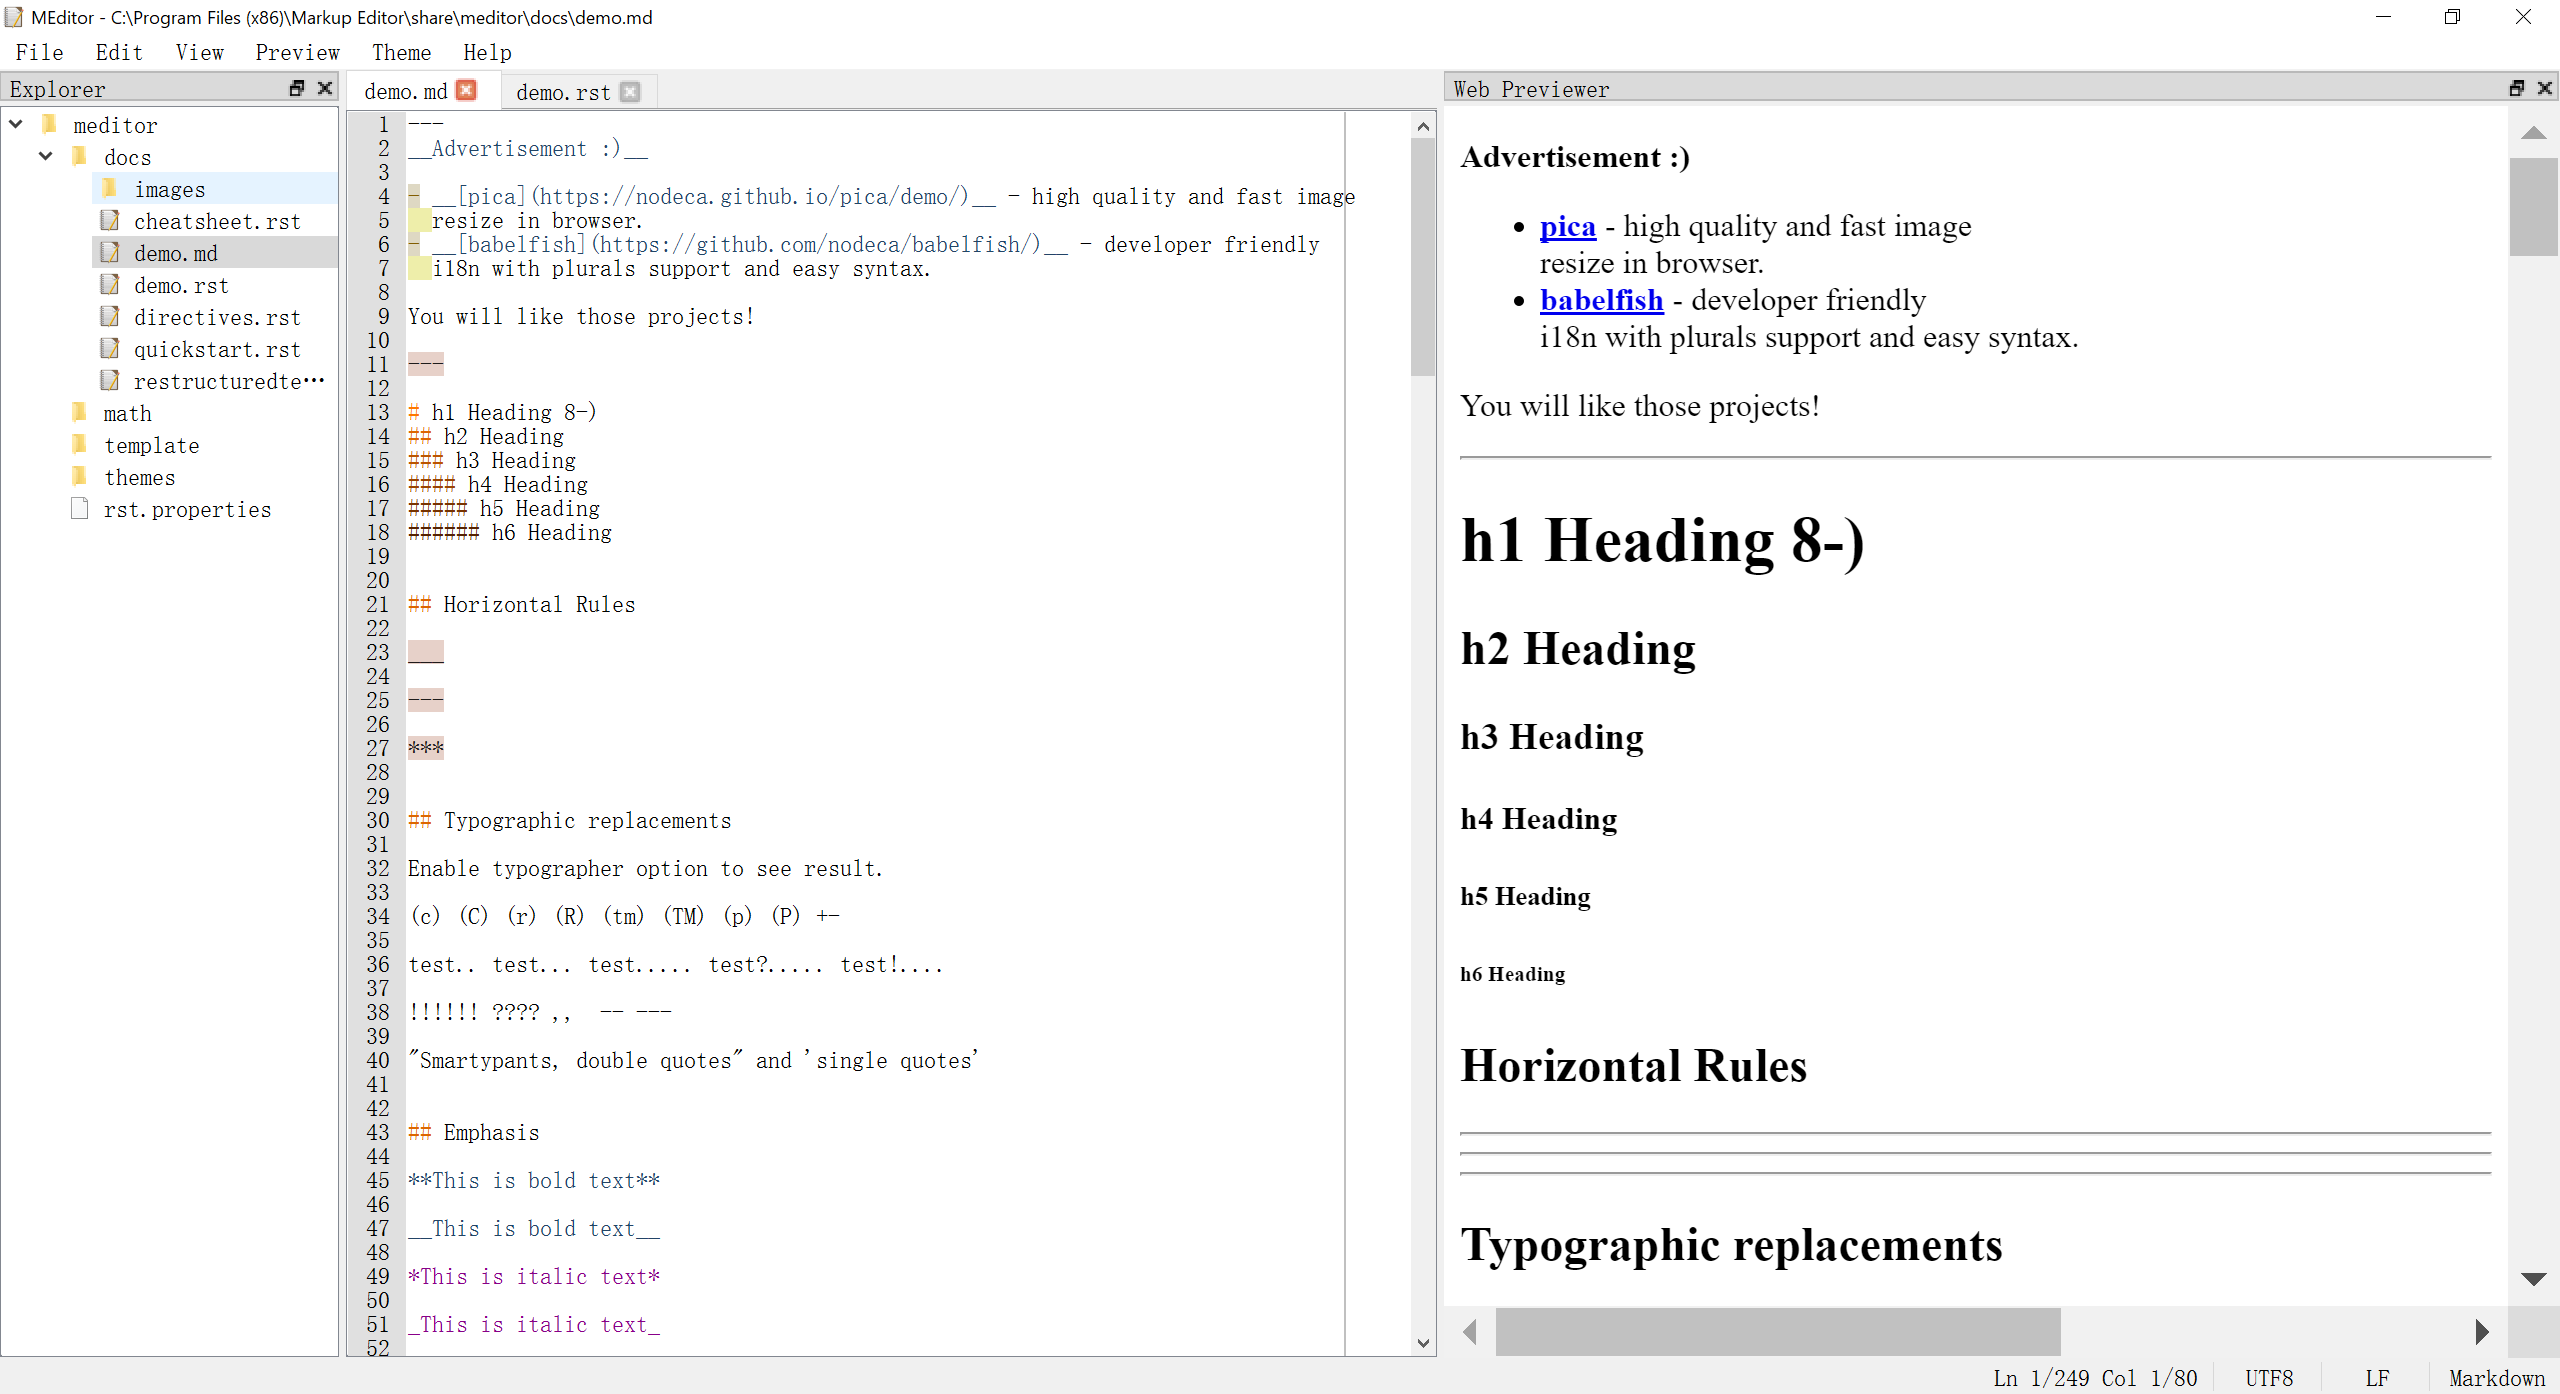 MEditor - C:\Program Files (x86)\Markup Editor\share\meditor\docs\demo.md
File Edit View Preview Theme Help
Explorer
meditor
docs
images
cheatsheet.rst
demo.md
demo.rst
directives.rst
quickstart.rst
restructuredte···
math
template
themes
rst.properties
demo.md demo.rst
1 ---
2 __Advertisement :)__
3
4 - __[pica](https://nodeca.github.io/pica/demo/)__ - high quality and fast image
5 resize in browser.
6 - __[babelfish](https://github.com/nodeca/babelfish/)__ - developer friendly
7 i18n with plurals support and easy syntax.
8
9 You will like those projects!
10
11 ---
12
13 # h1 Heading 8-)
14 ## h2 Heading
15 ### h3 Heading
16 #### h4 Heading
17 ##### h5 Heading
18 ###### h6 Heading
19
20
21 ## Horizontal Rules
22
23 ___
24
25 ---
26
27 ***
28
29
30 ## Typographic replacements
31
32 Enable typographer option to see result.
33
34 (c) (C) (r) (R) (tm) (TM) (p) (P) +-
35
36 test.. test... test..... test?..... test!....
37
38 !!!!!! ???? ,,  -- ---
39
40 "Smartypants, double quotes" and 'single quotes'
41
42
43 ## Emphasis
44
45 **This is bold text**
46
47 __This is bold text__
48
49 *This is italic text*
50
51 _This is italic text_
52
Web Previewer
Advertisement :)
• pica - high quality and fast image
resize in browser.
• babelfish - developer friendly
i18n with plurals support and easy syntax.
You will like those projects!
h1 Heading 8-)
h2 Heading
h3 Heading
h4 Heading
h5 Heading
h6 Heading
Horizontal Rules
Typographic replacements
Ln 1/249 Col 1/80 UTF8 LF Markdown